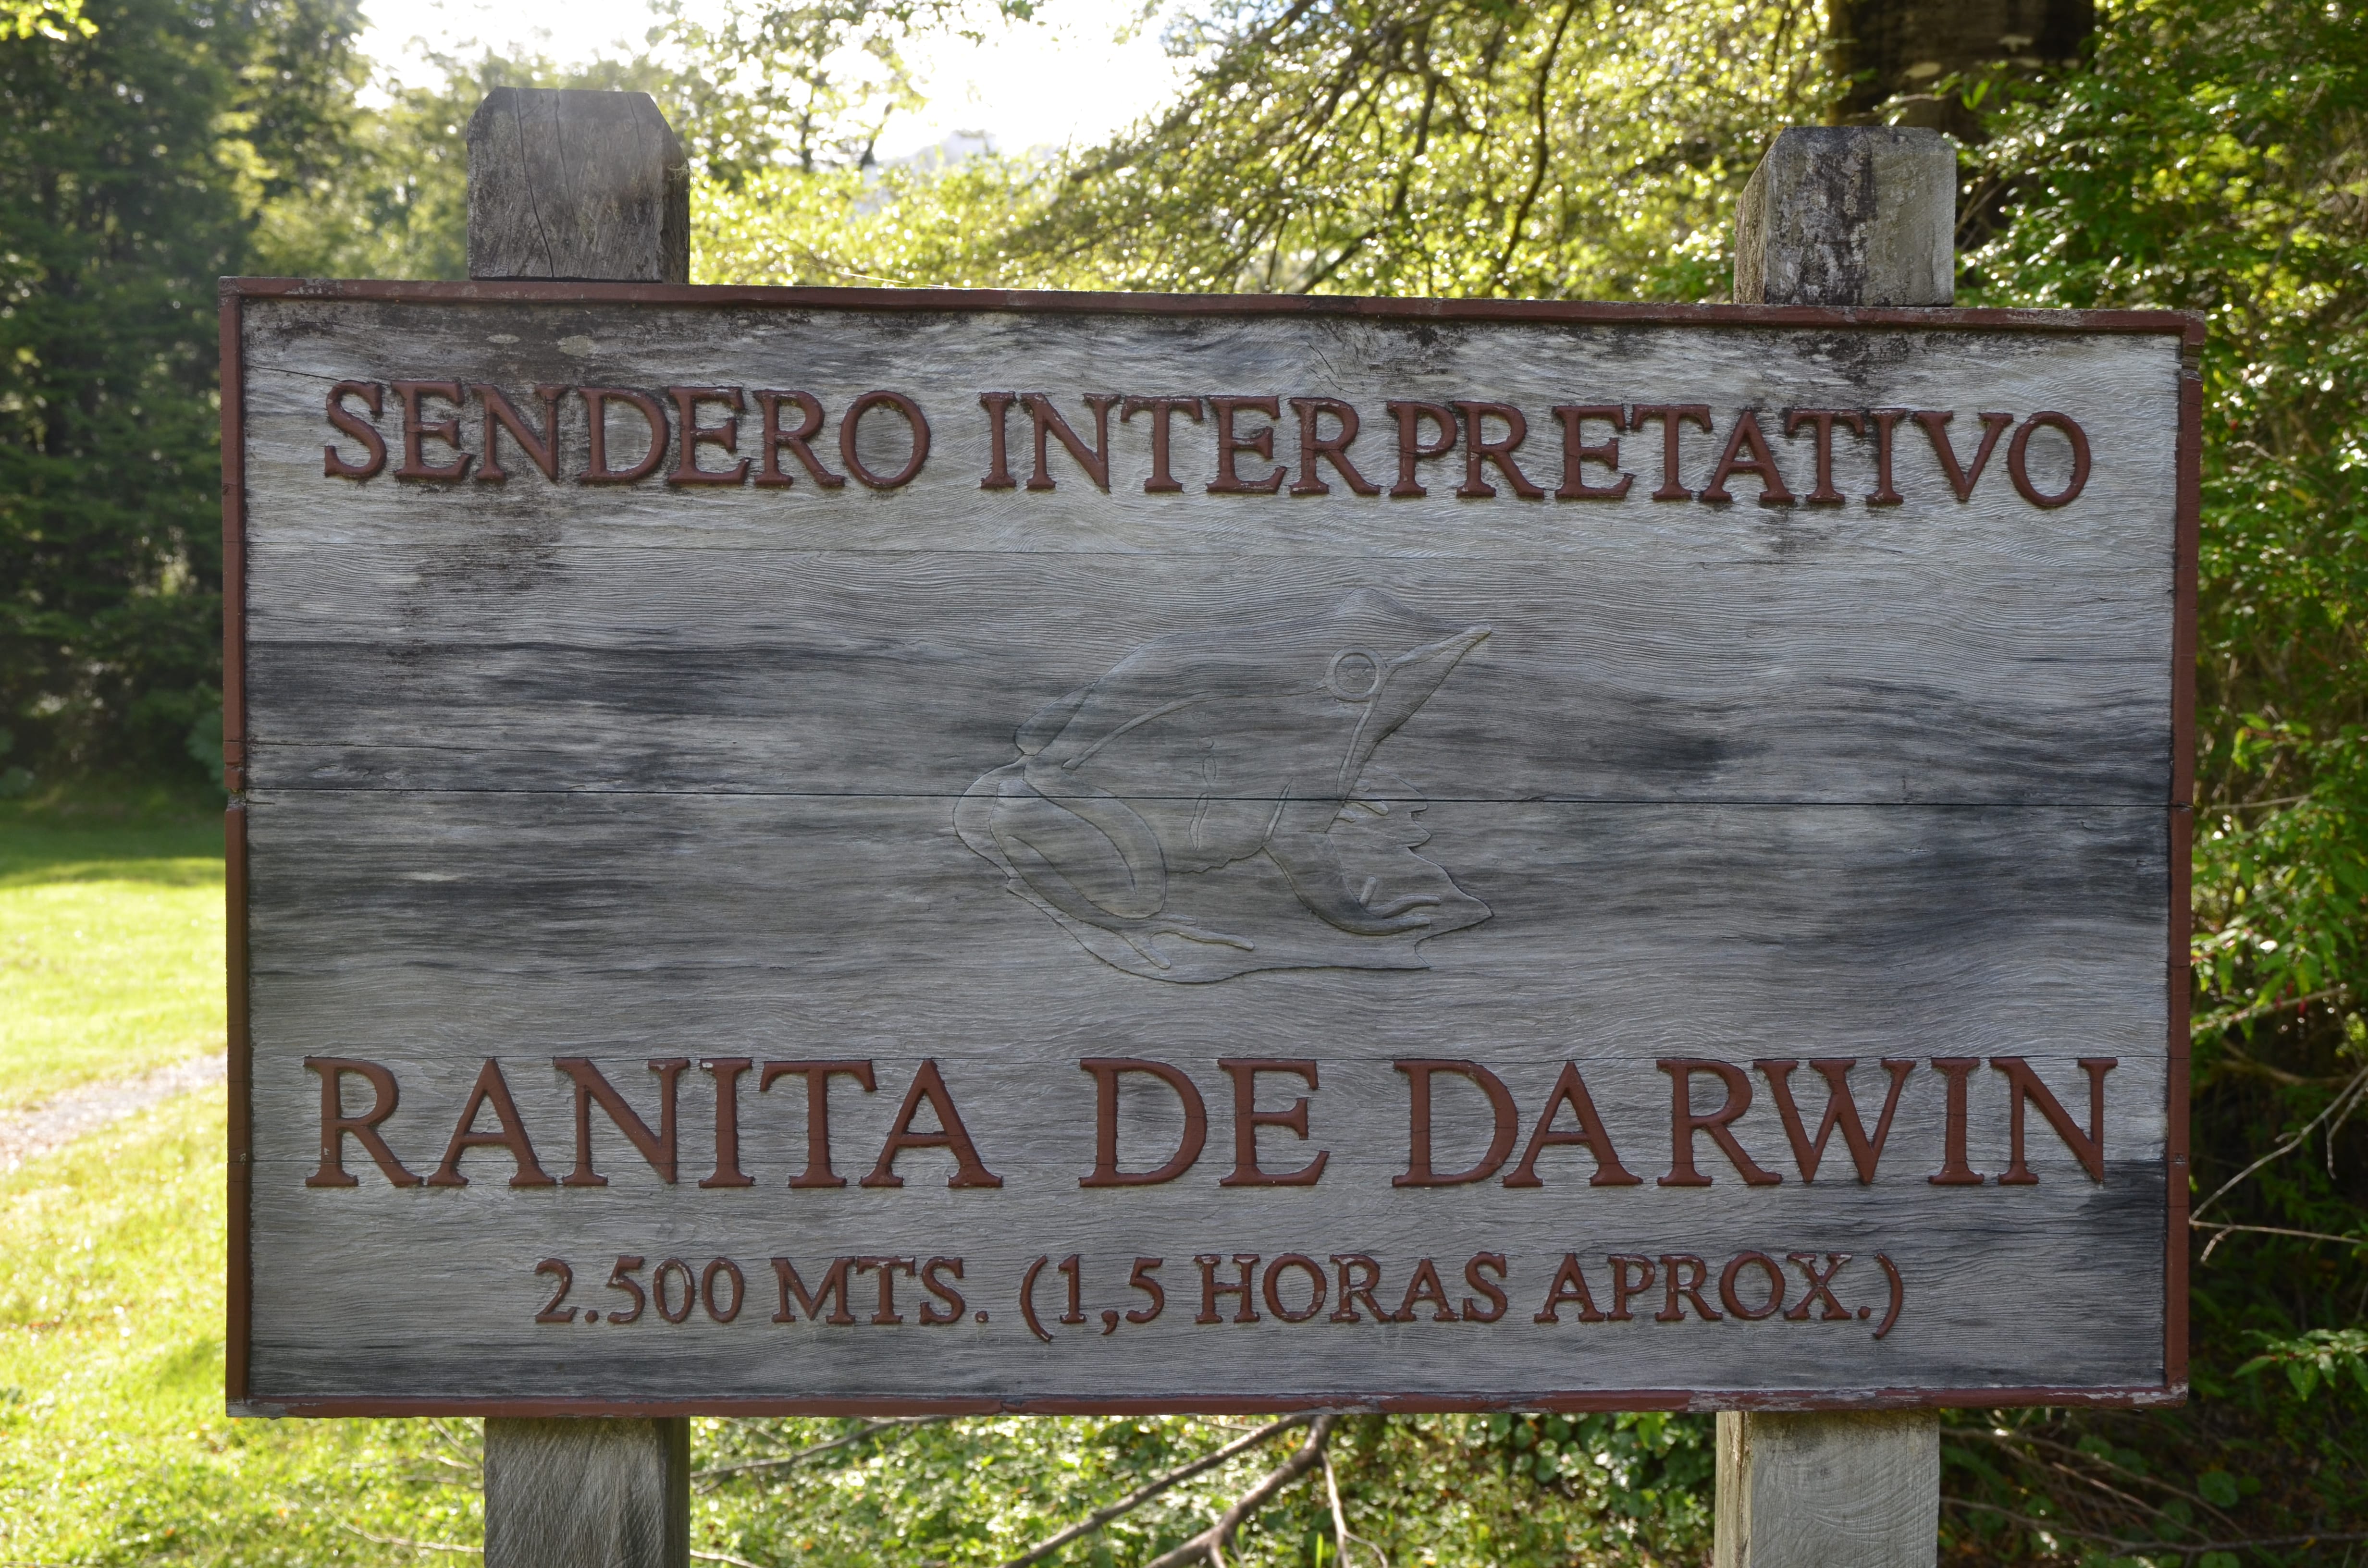 SENDERO INTERPRETATIVO
RANITA DE DARWIN
2.500 MTS. (1,5 HORAS APROX.)